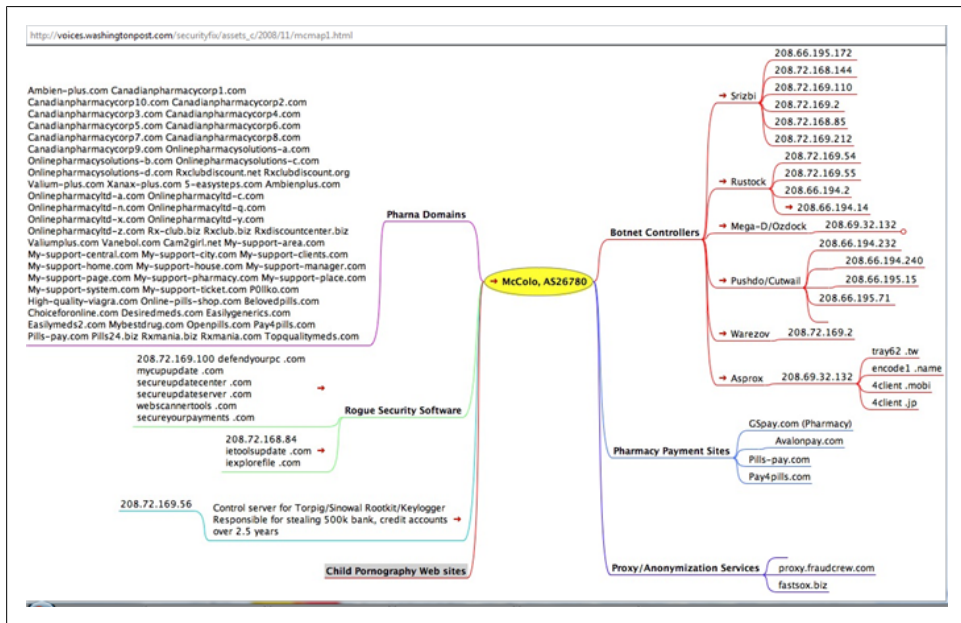 http://voices.washingtonpost.com/securityfix/assets_c/2008/11/mcmap1.html
Ambien-plus.com Canadianpharmacycorp1.com
Canadianpharmacycorp10.com Canadianpharmacycorp2.com
Canadianpharmacycorp3.com Canadianpharmacycorp4.com
Canadianpharmacycorp5.com Canadianpharmacycorp6.com
Canadianpharmacycorp7.com Canadianpharmacycorp8.com
Canadianpharmacycorp9.com Onlinesolutions-a.com
Onlinepharmacysolutions-b.com Onlinepharmacysolutions-c.com
Onlinepharmacysolutions-d.com Rxclubdiscount.net Rxclubdiscount.org
Valium-plus.com Xanax-plus.com 5-easysteps.com Ambienplus.com
Onlinepharmacyltd-a.com Onlinepharmacyltd-c.com
Onlinepharmacyltd-n.com Onlinepharmacyltd-q.com
Onlinepharmacyltd-x.com Onlinepharmacyltd-y.com
Onlinepharmacyltd-z.com Rx-club.biz Rxclub.biz Rxdiscountcenter.biz
Valiumplus.com Vanebol.com Cam2girl.net My-support-area.com
My-support-central.com My-support-city.com My-support-clients.com
My-support-home.com My-support-house.com My-support-manager.com
My-support-page.com My-support-pharmacy.com My-support-place.com
My-support-system.com My-support-ticket.com P0llko.com
High-quality-viagra.com Online-pills-shop.com Belovedpills.com
Choiceforonline.com Desiredmeds.com Easilygenerics.com
Easilymeds2.com Mybestdrug.com Openpills.com Pay4pills.com
Pills-pay.com Pills24.biz Rxmania.biz Rxmania.com Topqualitymeds.com
Pharna Domains
208.72.169.100 defendyourpc .com
mycupupdate .com
secureupdatecenter .com
secureupdateserver .com
webscannertools .com
secureyourpayments .com
Rogue Security Software
208.72.168.84
ietoolsupdate .com
iexplorefile .com
208.72.169.56
Control server for Torpig/Sinowal Rootkit/Keylogger
Responsible for stealing 500k bank, credit accounts
over 2.5 years
Child Pornography Web sites
McColo, AS26780
Botnet Controllers
Srizbi
208.66.195.172
208.72.168.144
208.72.169.110
208.72.169.2
208.72.168.85
208.72.169.212
Rustock
208.72.169.54
208.72.169.55
208.66.194.2
208.66.194.14
Mega-D/Ozdock
208.69.32.132
Pushdo/Cutwail
208.66.194.232
208.66.194.240
208.66.195.15
208.66.195.71
Warezov
208.72.169.2
Asprox
208.69.32.132
tray62 .tw
encode1 .name
4client .mobi
4client .jp
Pharmacy Payment Sites
GSpay.com (Pharmacy)
Avalonpay.com
Pills-pay.com
Pay4pills.com
Proxy/Anonymization Services
proxy.fraudcrew.com
fastsox.biz